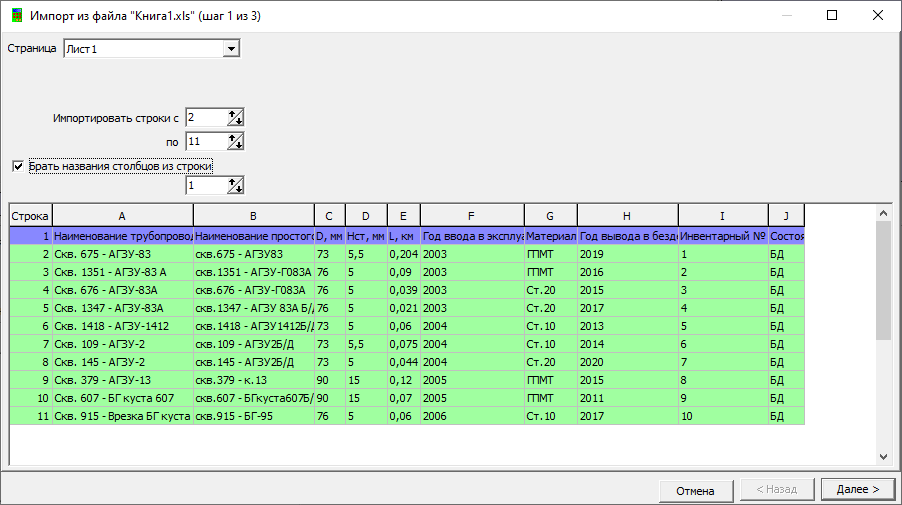 Импорт из файла "Книга1.xls" (шаг 1 из 3)
Страница Лист1
Импортировать строки с 2
по 11
Брать названия столбцов из строки
1
Строка A B C D E F G H I J
1 Наименование трубопровод Наименование простого D, мм Hст, мм L, км Год ввода в эксплуа Материал Год вывода в безд Инвентарный № Состоя
2 Скв. 675 - АГЗУ-83 скв.675 - АГЗУ83 73 5,5 0,204 2003 ГПМТ 2019 1 БД
3 Скв. 1351 - АГЗУ-83 А скв.1351 - АГЗУ-Г083А 76 5 0,09 2003 ГПМТ 2016 2 БД
4 Скв. 676 - АГЗУ-83А скв.676 - АГЗУ-Г083А 76 5 0,039 2003 Ст.20 2015 3 БД
5 Скв. 1347 - АГЗУ-83А скв.1347 - АГЗУ 83А Б/ 76 5 0,021 2003 Ст.20 2017 4 БД
6 Скв. 1418 - АГЗУ-1412 скв.1418 - АГЗУ1412Б/ 73 5 0,06 2004 Ст.10 2013 5 БД
7 Скв. 109 - АГЗУ-2 скв.109 - АГЗУ2Б/Д 73 5,5 0,075 2004 Ст.10 2014 6 БД
8 Скв. 145 - АГЗУ-2 скв.145 - АГЗУ2Б/Д 73 5 0,044 2004 Ст.20 2020 7 БД
9 Скв. 379 - АГЗУ-13 скв.379 - к.13 90 15 0,12 2005 ГПМТ 2015 8 БД
10 Скв. 607 - БГ куста 607 скв.607 - БГкуста607Б/ 90 15 0,07 2005 ГПМТ 2011 9 БД
11 Скв. 915 - Врезка БГ куста скв.915 - БГ-95 76 5 0,06 2006 Ст.10 2017 10 БД
Отмена < Назад Далее >